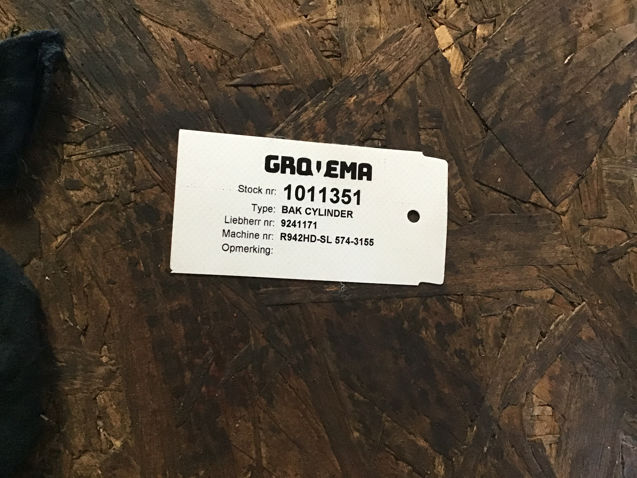 GROVEMA
Stock nr: 1011351
Type: BAK CYLINDER
Liebherr nr: 9241171
Machine nr: R942HD-SL 574-3155
Opmerking: